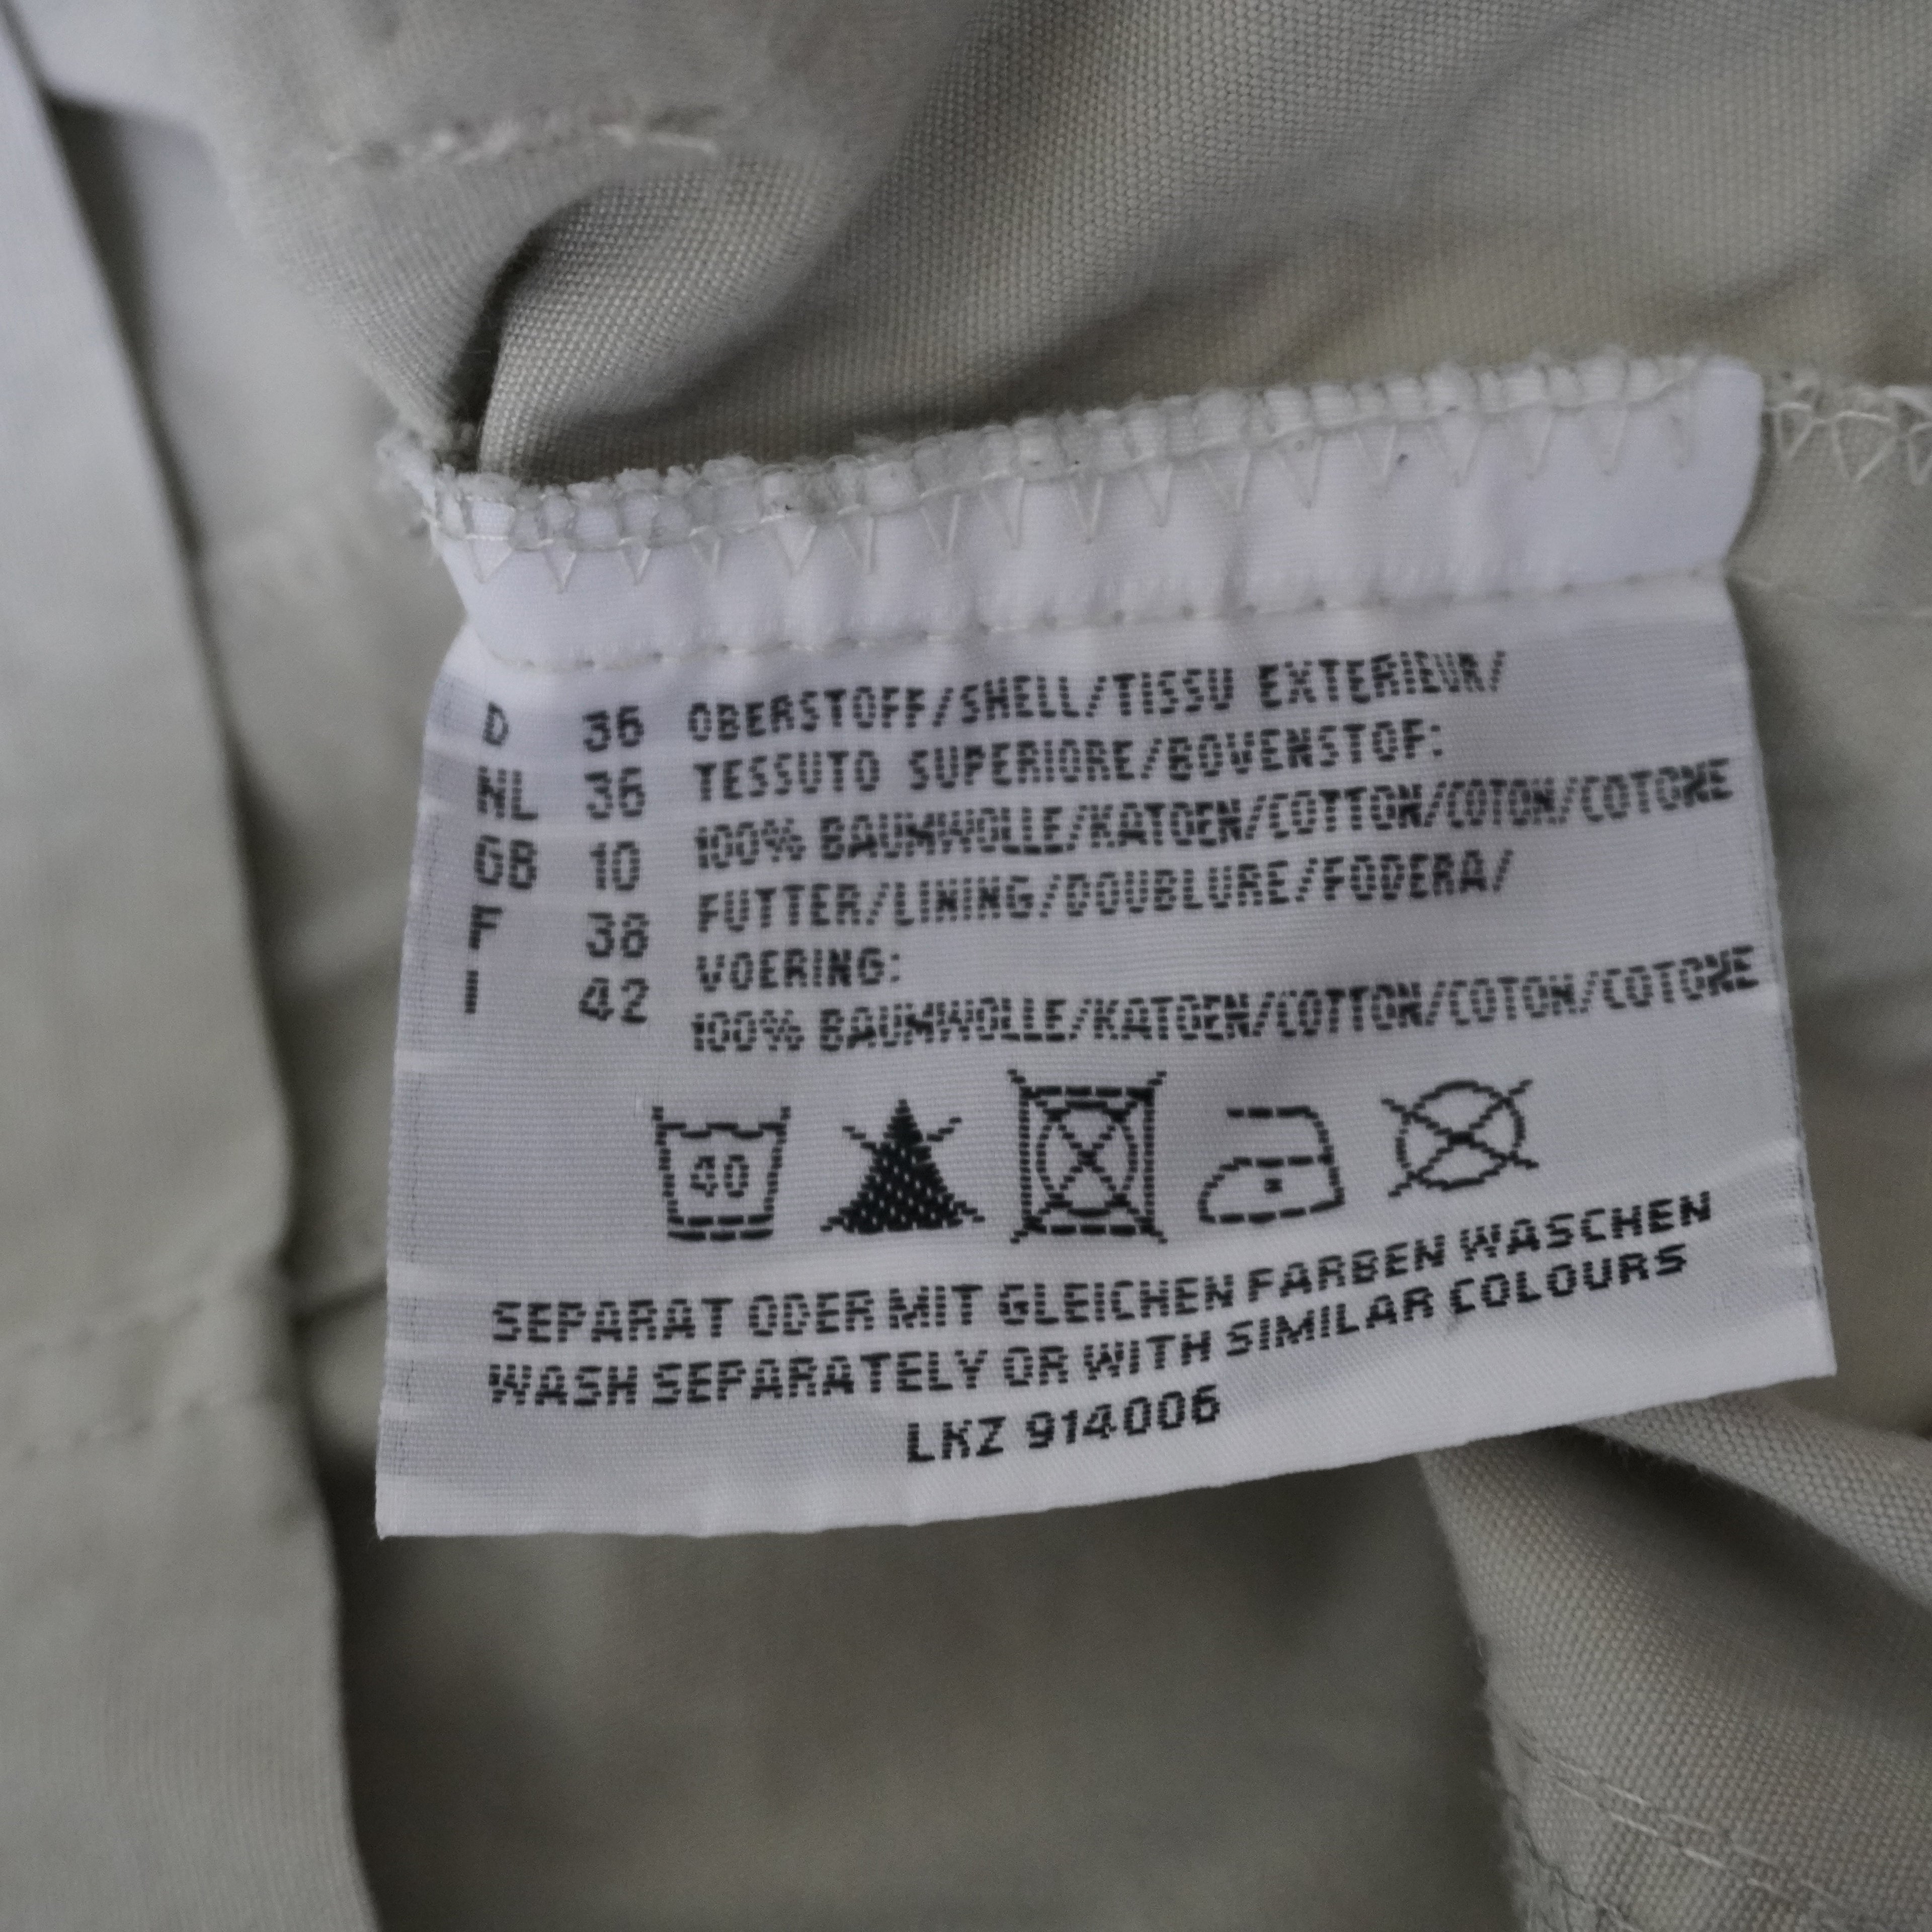 D 36 OBERSTOFF/SHELL/TISSU EXTERIEUR/
NL 36 TESSUTO SUPERIORE/BOVENSTOF:
GB 10 100% BAUMWOLLE/KATOEN/COTTON/COTON/COTONE
F 38 FUTTER/LINING/DOUBLURE/FODERA/
I 42 VOERING:
100% BAUMWOLLE/KATOEN/COTTON/COTON/COTONE
40
SEPARAT ODER MIT GLEICHEN FARBEN WASCHEN
WASH SEPARATELY OR WITH SIMILAR COLOURS
LKZ 914006